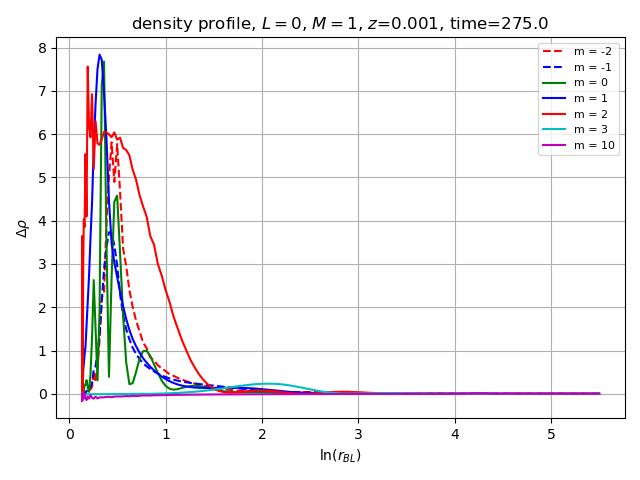 density profile, L = 0, M = 1, z=0.001, time=275.0
8
7
6
5
4
3
2
1
0
Δρ
m = -2
m = -1
m = 0
m = 1
m = 2
m = 3
m = 10
0 1 2 3 4 5
ln(r_BL)